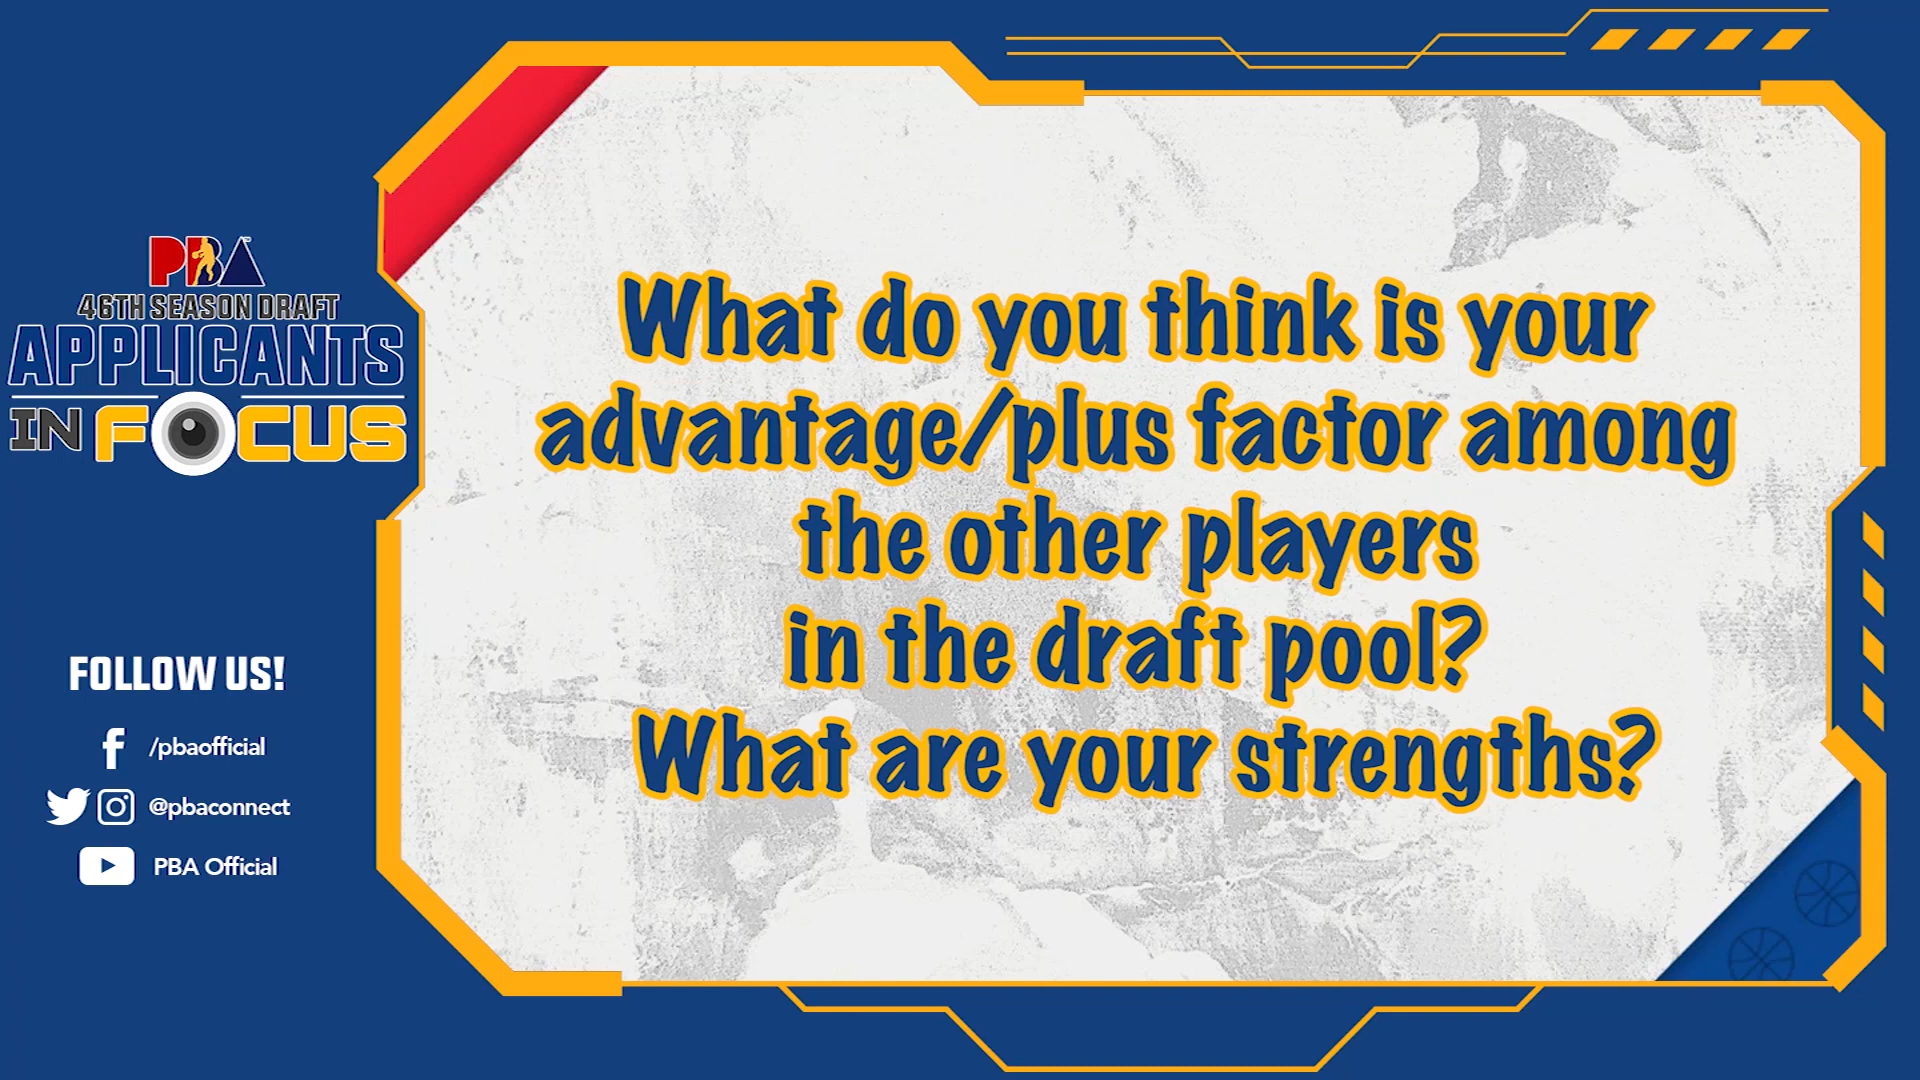 PBA
46TH SEASON DRAFT
APPLICANTS
IN FOCUS
FOLLOW US!
/pbaofficial
@pbaconnect
PBA Official
What do you think is your
advantage/plus factor among
the other players
in the draft pool?
What are your strengths?